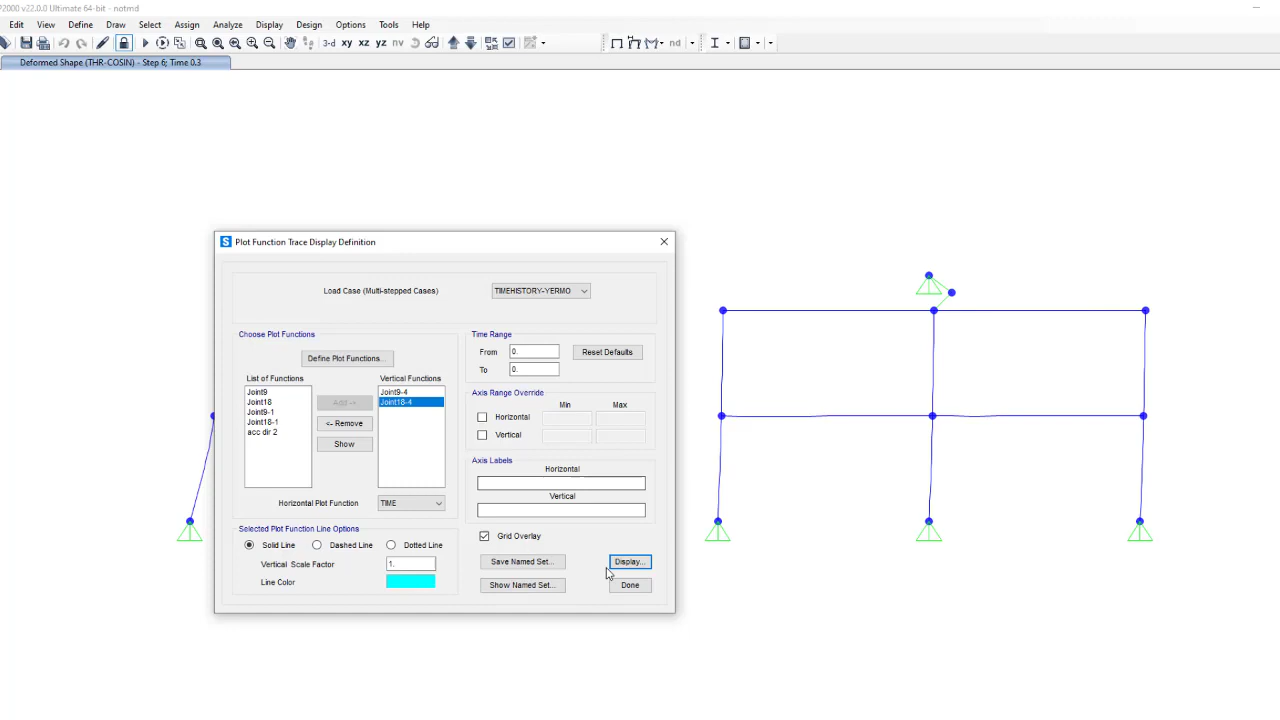 P2000 v22.0.0 Ultimate 64-bit - notmd
Edit View Define Draw Select Assign Analyze Display Design Options Tools Help
3-d xy xz yz nv nd
Deformed Shape (THR-COSIN) - Step 6; Time 0.3
Plot Function Trace Display Definition
Load Case (Multi-stepped Cases) TIMEHISTORY-YERMO
Choose Plot Functions
Define Plot Functions...
List of Functions
Joint9
Joint18
Joint9-1
Joint18-1
acc dir 2
Add ->
<- Remove
Show
Vertical Functions
Joint9-4
Joint18-4
Horizontal Plot Function TIME
Selected Plot Function Line Options
Solid Line Dashed Line Dotted Line
Vertical Scale Factor 1.
Line Color
Time Range
From 0. Reset Defaults
To 0.
Axis Range Override
Min Max
Horizontal
Vertical
Axis Labels
Horizontal
Vertical
Grid Overlay
Save Named Set... Display...
Show Named Set... Done